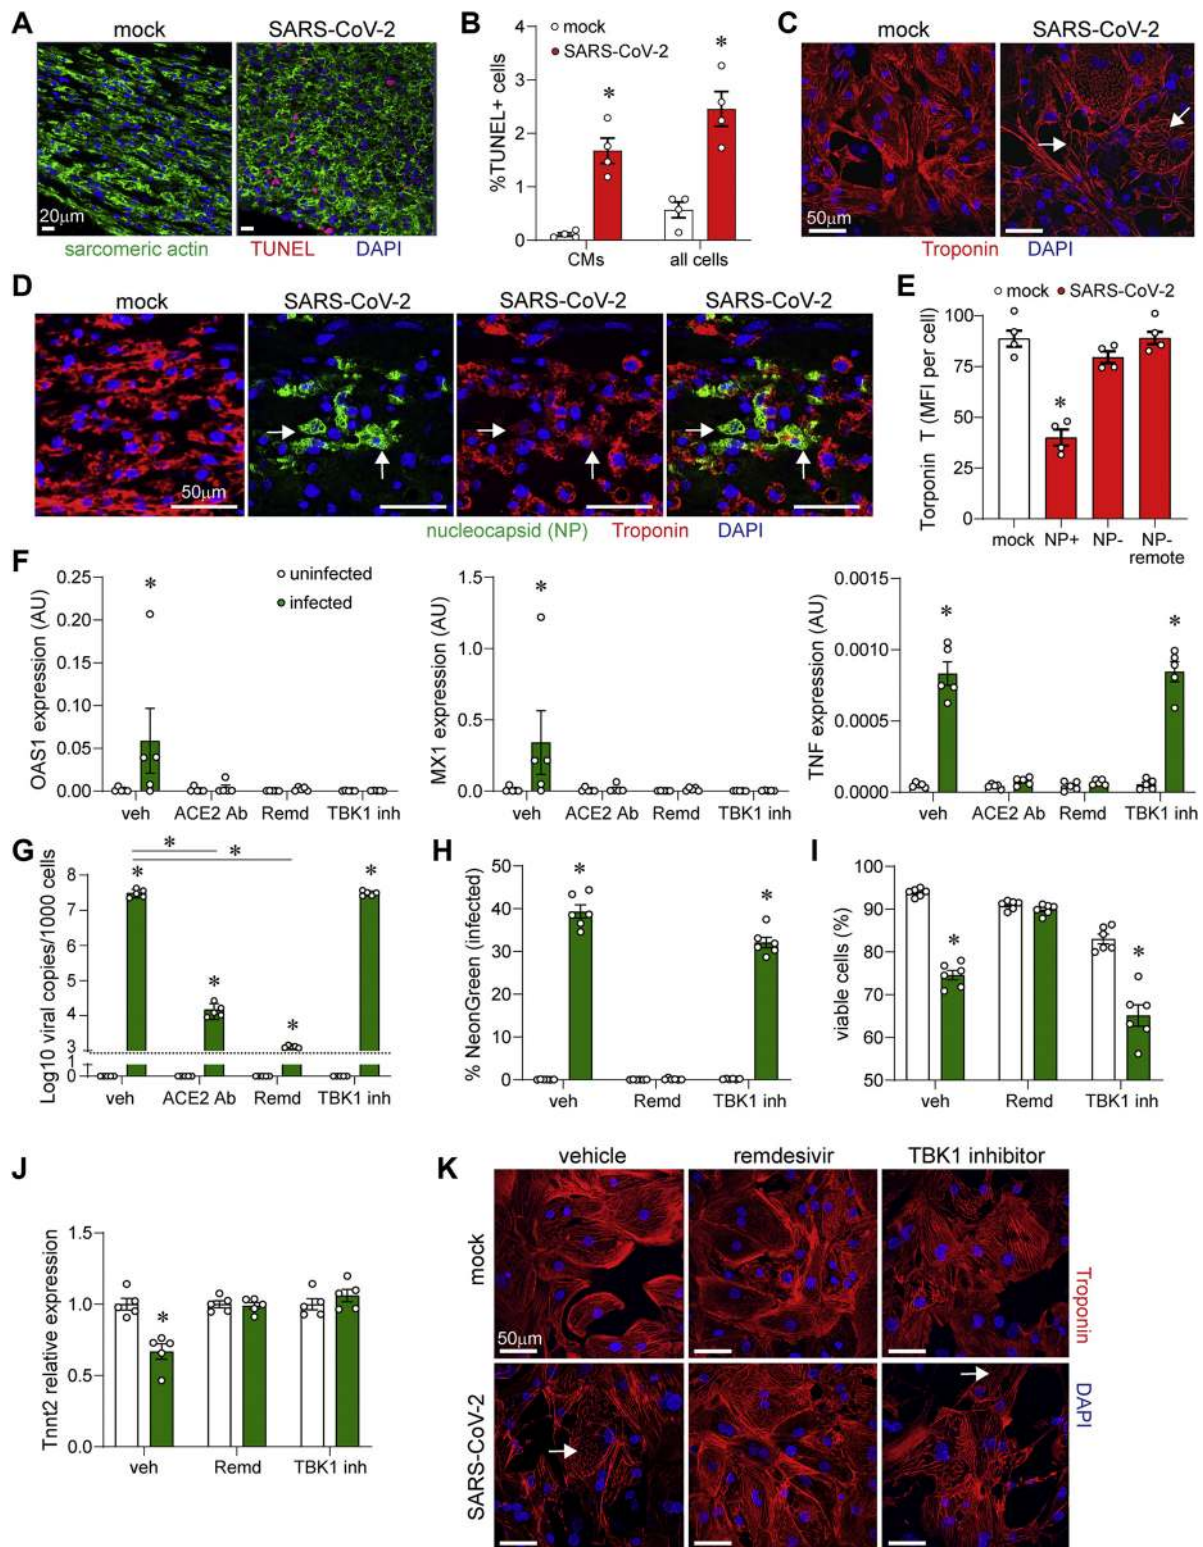 A
mock
SARS-CoV-2
20μm
sarcomeric actin
TUNEL
DAPI
B
%TUNEL+ cells
4
3
2
1
0
mock
SARS-CoV-2
*
*
CMs
all cells
C
mock
SARS-CoV-2
50μm
Troponin
DAPI
D
mock
SARS-CoV-2
SARS-CoV-2
SARS-CoV-2
50μm
nucleocapsid (NP)
Troponin
DAPI
E
mock
SARS-CoV-2
Toroponin T (MFI per cell)
100
75
50
25
0
*
mock
NP+
NP-
NP-
remote
F
OAS1 expression (AU)
0.25
0.20
0.15
0.10
0.05
0.00
*
uninfected
infected
veh
ACE2 Ab
Remd
TBK1 inh
MX1 expression (AU)
1.5
1.0
0.5
0.0
*
veh
ACE2 Ab
Remd
TBK1 inh
TNF expression (AU)
0.0015
0.0010
0.0005
0.0000
*
*
veh
ACE2 Ab
Remd
TBK1 inh
G
Log10 viral copies/1000 cells
8
7
6
5
4
3
1
0
*
*
*
*
*
*
veh
ACE2 Ab
Remd
TBK1 inh
H
% NeonGreen (infected)
50
40
30
20
10
0
*
*
veh
Remd
TBK1 inh
I
viable cells (%)
100
90
80
70
60
50
*
*
veh
Remd
TBK1 inh
J
Tnnt2 relative expression
1.5
1.0
0.5
0.0
*
veh
Remd
TBK1 inh
K
vehicle
remdesivir
TBK1 inhibitor
mock
50μm
SARS-CoV-2
Troponin
DAPI